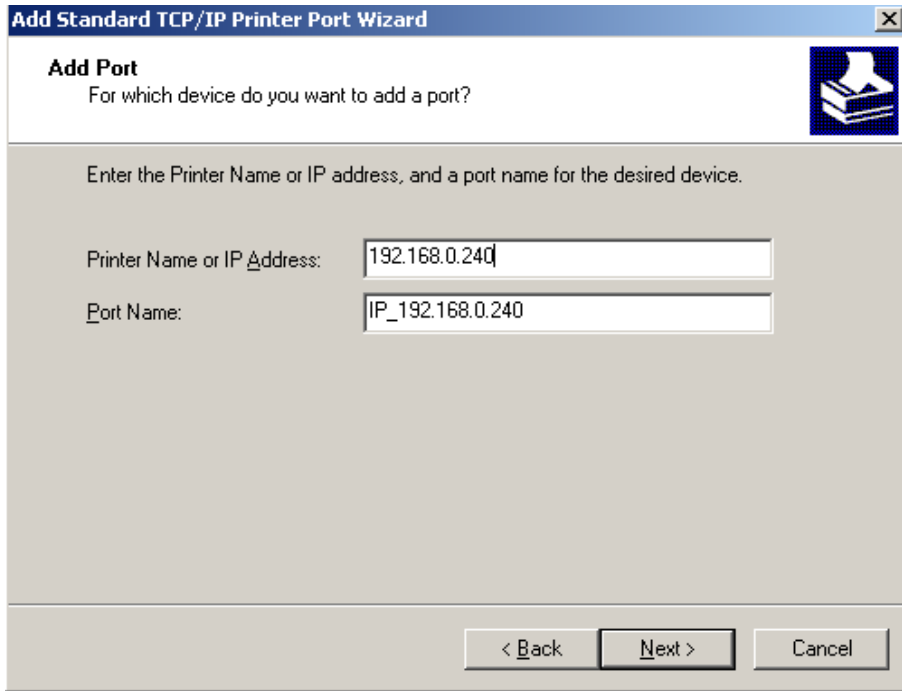 Add Standard TCP/IP Printer Port Wizard
Add Port
For which device do you want to add a port?
Enter the Printer Name or IP address, and a port name for the desired device.
Printer Name or IP Address: 192.168.0.240
Port Name: IP_192.168.0.240
< Back Next > Cancel